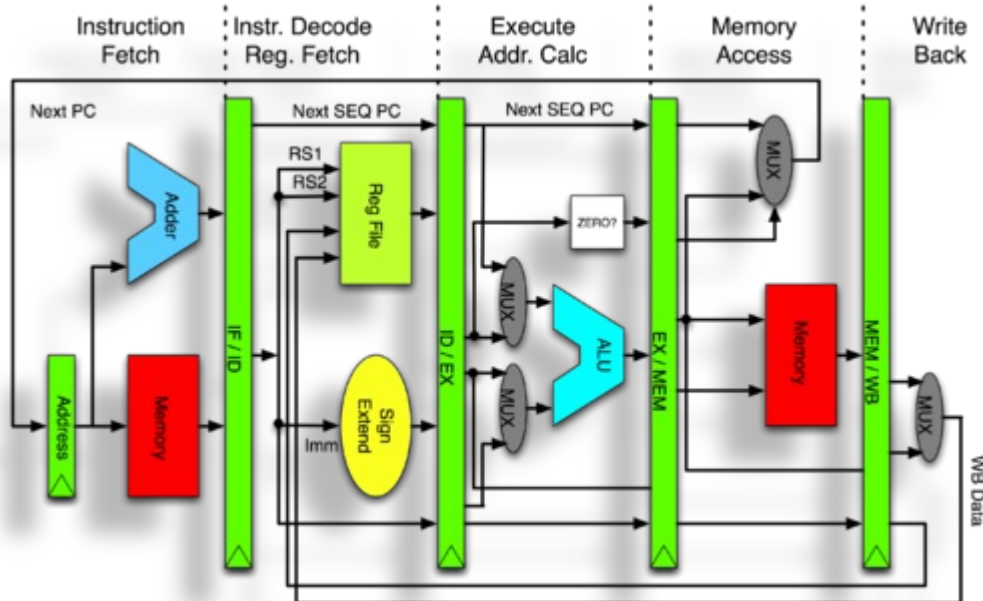 Instruction
Fetch
Instr. Decode
Reg. Fetch
Execute
Addr. Calc
Memory
Access
Write
Back
Next PC
Next SEQ PC
Next SEQ PC
RS1
RS2
Reg File
MUX
Adder
ZERO?
IF / ID
ID / EX
MUX
ALU
EX / MEM
Memory
MEM / WB
Address
Memory
Sign
Extend
Imm
MUX
MUX
WB Data